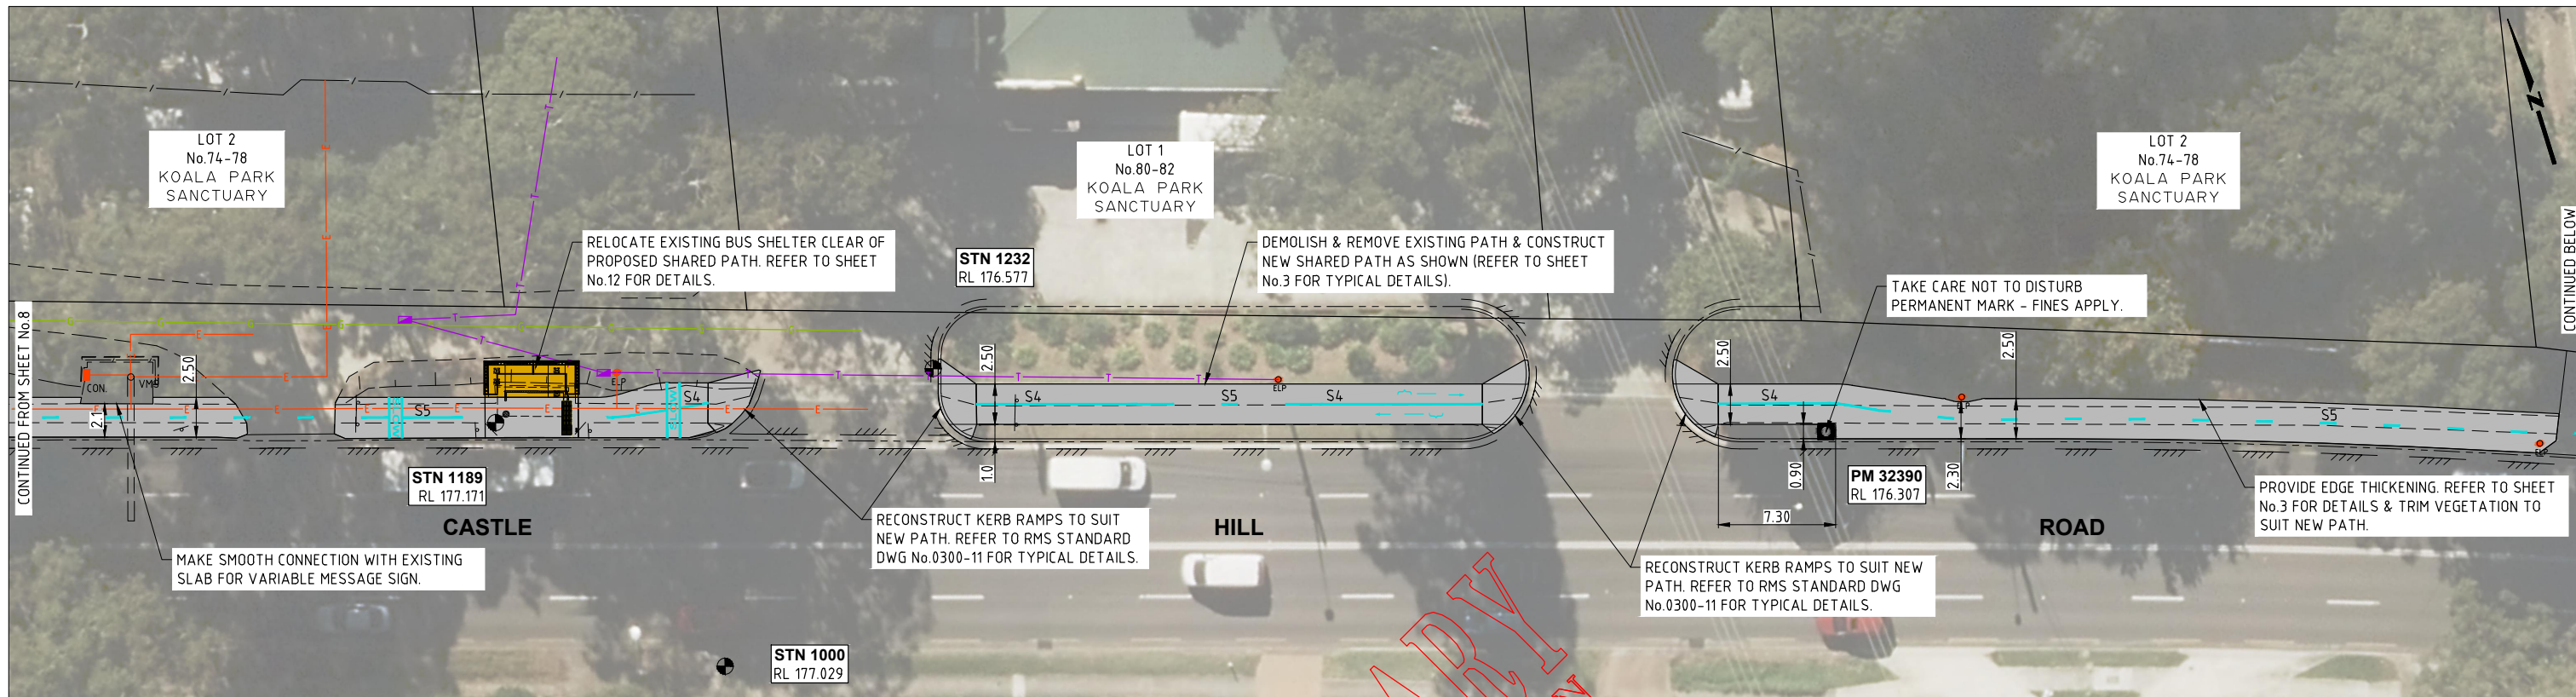 LOT 2
No.74-78
KOALA PARK
SANCTUARY
LOT 1
No.80-82
KOALA PARK
SANCTUARY
LOT 2
No.74-78
KOALA PARK
SANCTUARY
N
CONTINUED BELOW
RELOCATE EXISTING BUS SHELTER CLEAR OF
PROPOSED SHARED PATH. REFER TO SHEET
No.12 FOR DETAILS.
STN 1232
RL 176.577
DEMOLISH & REMOVE EXISTING PATH & CONSTRUCT
NEW SHARED PATH AS SHOWN (REFER TO SHEET
No.3 FOR TYPICAL DETAILS).
TAKE CARE NOT TO DISTURB
PERMANENT MARK - FINES APPLY.
CONTINUED FROM SHEET No.8
CON.
VMS
2.50
2.1
S5
ELP
S4
2.50
1.0
S4
S5
S4
ELP
2.50
S4
0.90
7.30
2.30
2.50
S5
ELP
STN 1189
RL 177.171
PM 32390
RL 176.307
CASTLE
HILL
ROAD
MAKE SMOOTH CONNECTION WITH EXISTING
SLAB FOR VARIABLE MESSAGE SIGN.
RECONSTRUCT KERB RAMPS TO SUIT
NEW PATH. REFER TO RMS STANDARD
DWG No.0300-11 FOR TYPICAL DETAILS.
RECONSTRUCT KERB RAMPS TO SUIT NEW
PATH. REFER TO RMS STANDARD DWG
No.0300-11 FOR TYPICAL DETAILS.
PROVIDE EDGE THICKENING. REFER TO SHEET
No.3 FOR DETAILS & TRIM VEGETATION TO
SUIT NEW PATH.
STN 1000
RL 177.029
ARY